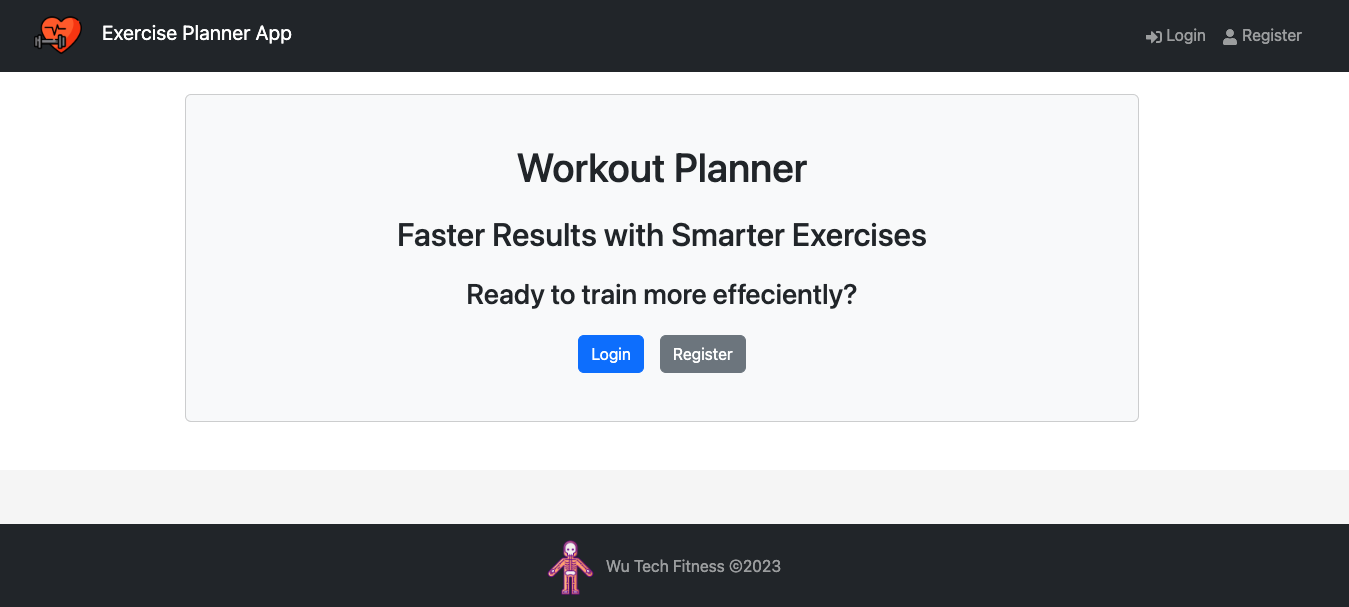 Exercise Planner App
Login Register
Workout Planner
Faster Results with Smarter Exercises
Ready to train more effeciently?
Login Register
Wu Tech Fitness ©2023